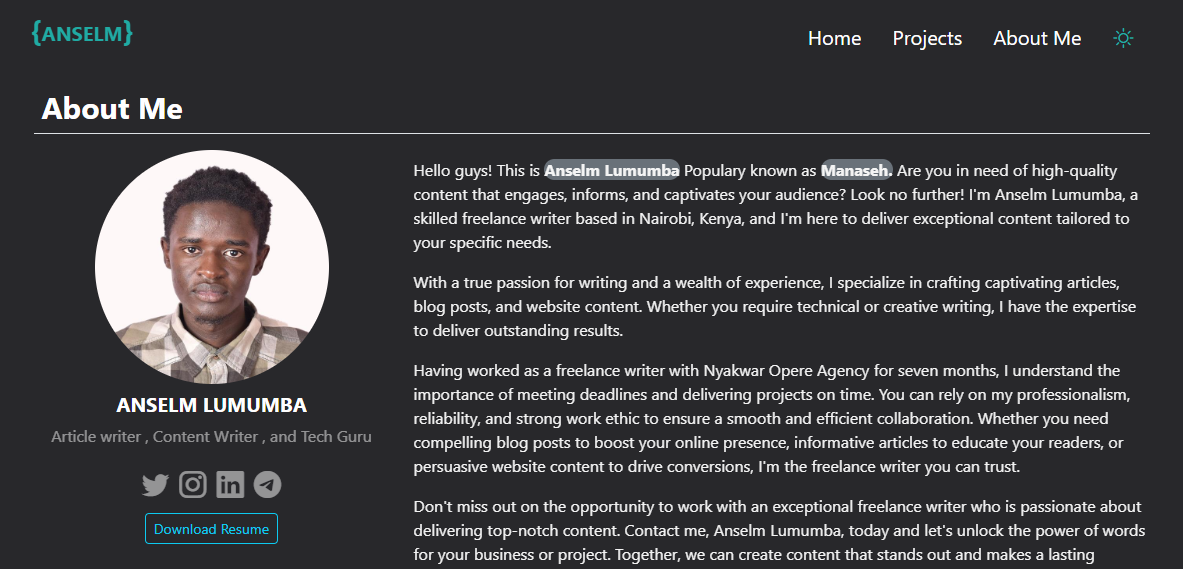 {ANSELM}
Home Projects About Me
About Me
Hello guys! This is Anselm Lumumba Populary known as Manaseh. Are you in need of high-quality
content that engages, informs, and captivates your audience? Look no further! I'm Anselm Lumumba, a
skilled freelance writer based in Nairobi, Kenya, and I'm here to deliver exceptional content tailored to
your specific needs.
With a true passion for writing and a wealth of experience, I specialize in crafting captivating articles,
blog posts, and website content. Whether you require technical or creative writing, I have the expertise
to deliver outstanding results.
Having worked as a freelance writer with Nyakwar Opere Agency for seven months, I understand the
importance of meeting deadlines and delivering projects on time. You can rely on my professionalism,
reliability, and strong work ethic to ensure a smooth and efficient collaboration. Whether you need
compelling blog posts to boost your online presence, informative articles to educate your readers, or
persuasive website content to drive conversions, I'm the freelance writer you can trust.
Don't miss out on the opportunity to work with an exceptional freelance writer who is passionate about
delivering top-notch content. Contact me, Anselm Lumumba, today and let's unlock the power of words
for your business or project. Together, we can create content that stands out and makes a lasting
ANSELM LUMUMBA
Article writer , Content Writer , and Tech Guru
in
Download Resume